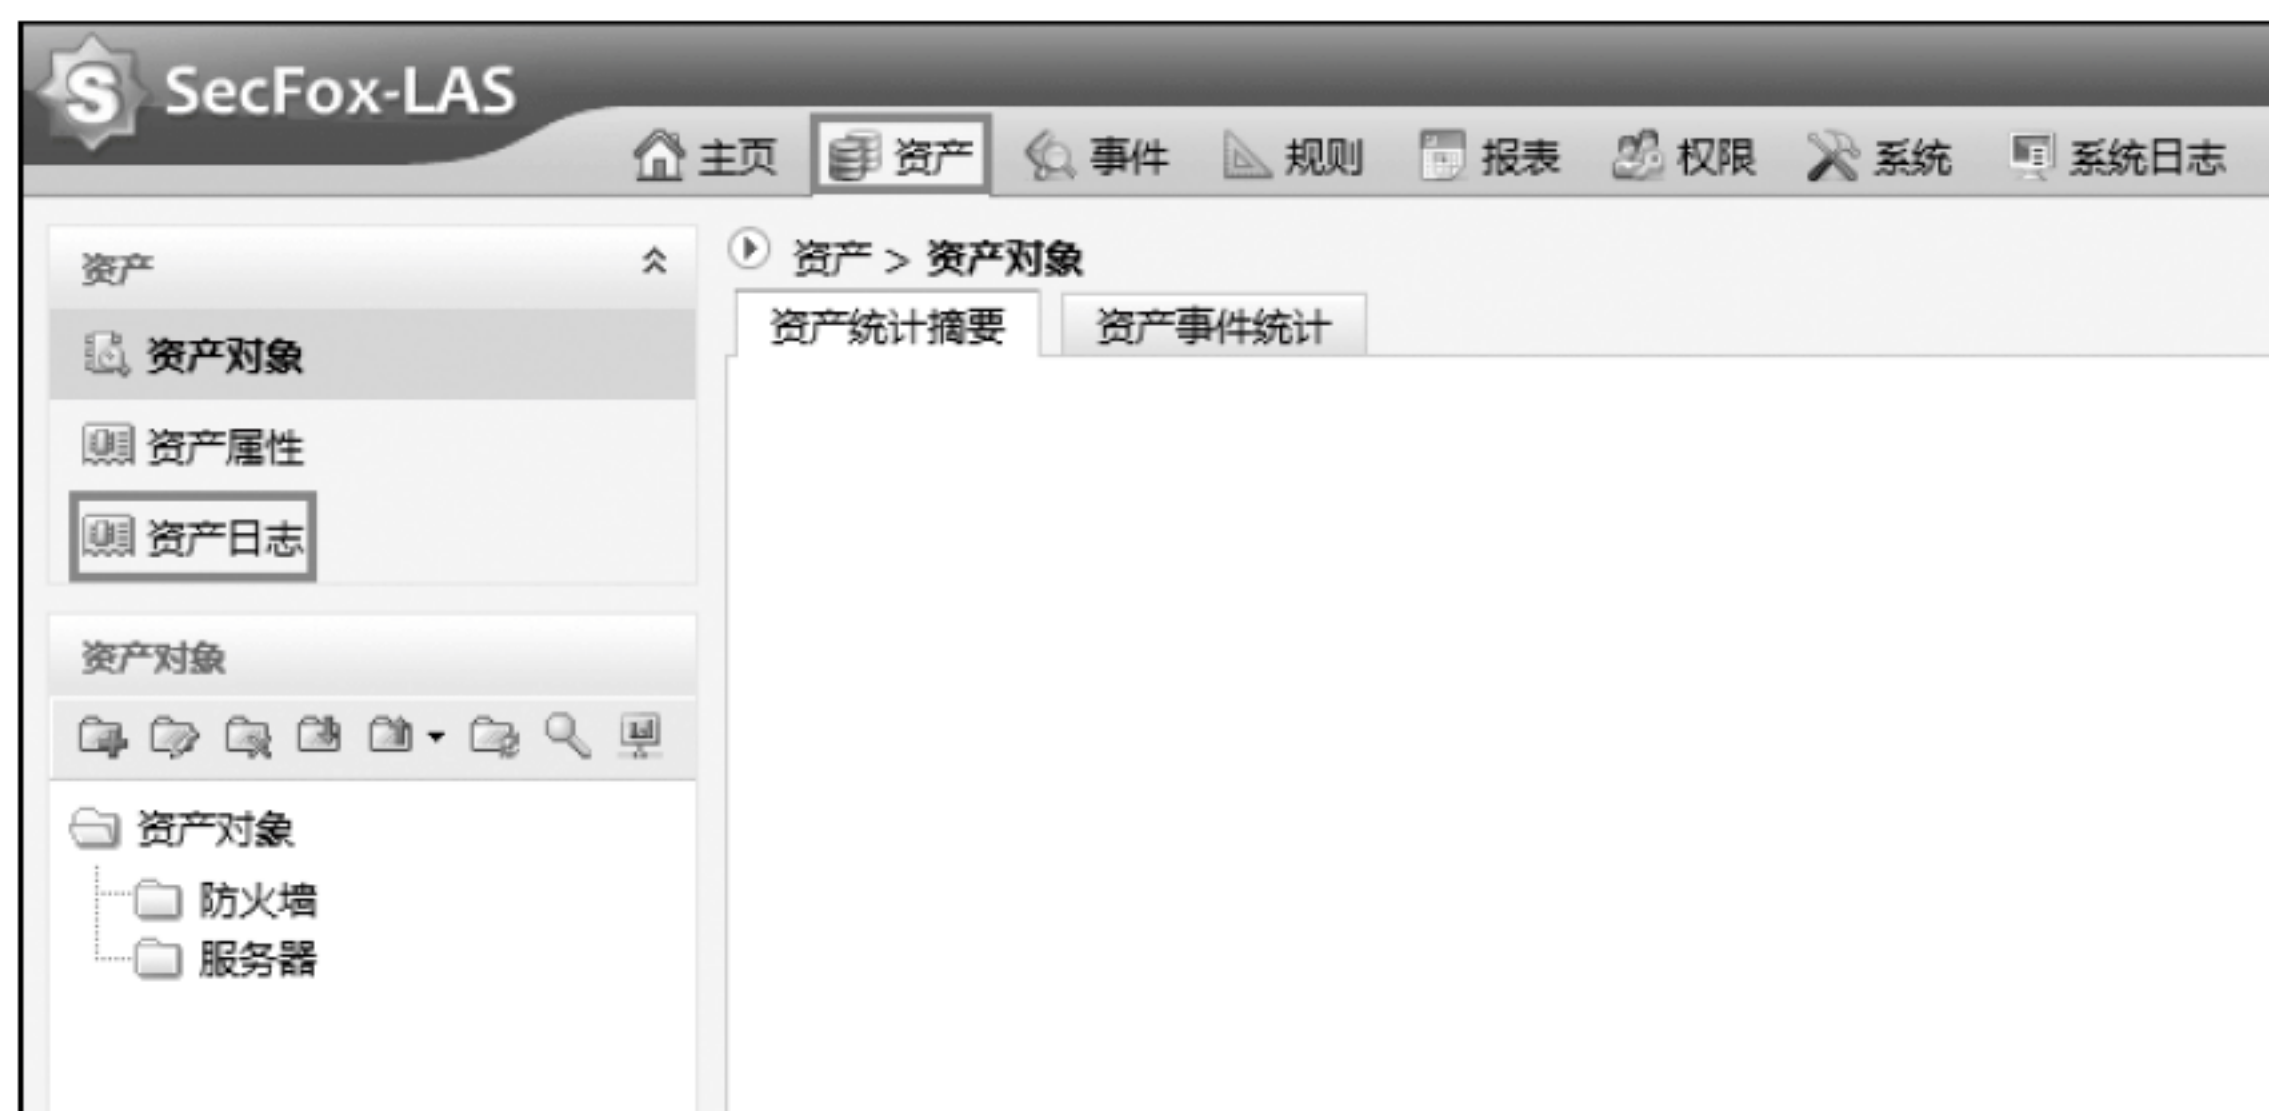 SecFox-LAS
主页 资产 事件 规则 报表 权限 系统 系统日志
资产
资产对象
资产属性
资产日志
资产对象
资产对象
防火墙
服务器
资产 > 资产对象
资产统计摘要 资产事件统计